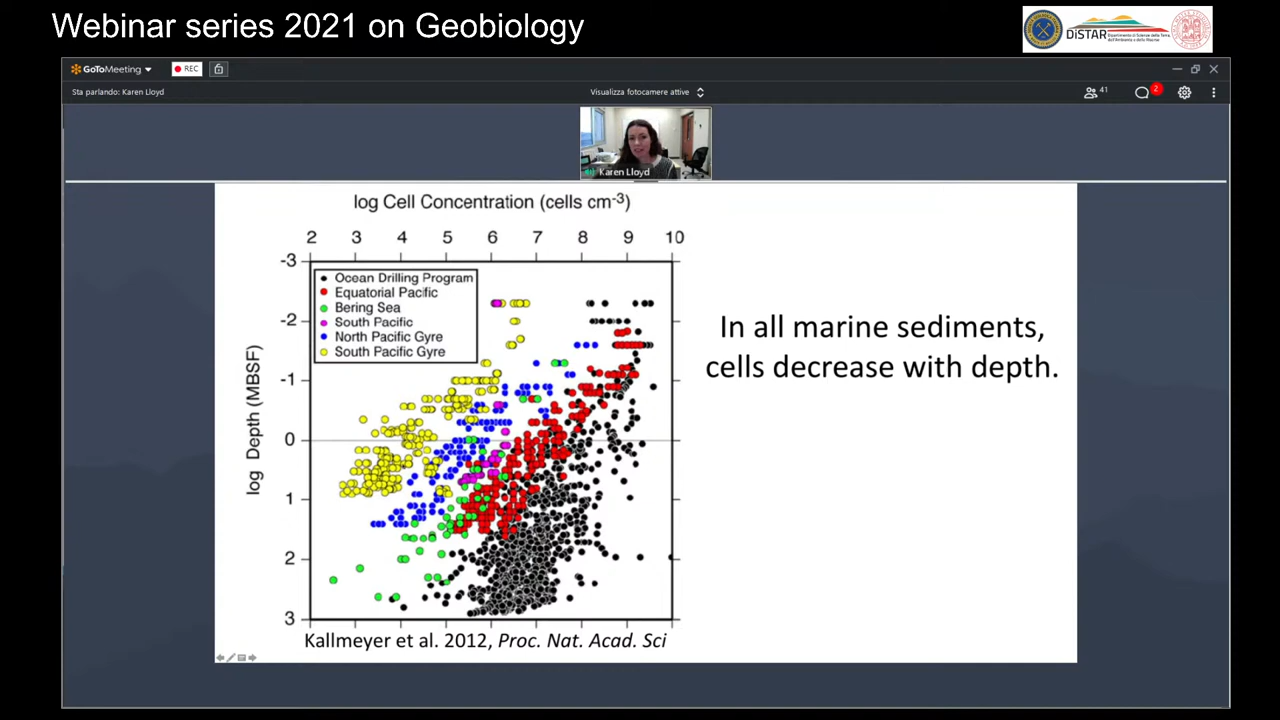 Webinar series 2021 on Geobiology
DiSTAR
GoToMeeting
REC
Sta parlando: Karen Lloyd
Visualizza fotocamere attive
41
2
Karen Lloyd
log Cell Concentration (cells cm-3)
2 3 4 5 6 7 8 9 10
-3
Ocean Drilling Program
Equatorial Pacific
Bering Sea
South Pacific
North Pacific Gyre
South Pacific Gyre
-2
-1
0
1
2
3
log Depth (MBSF)
In all marine sediments,
cells decrease with depth.
Kallmeyer et al. 2012, Proc. Nat. Acad. Sci